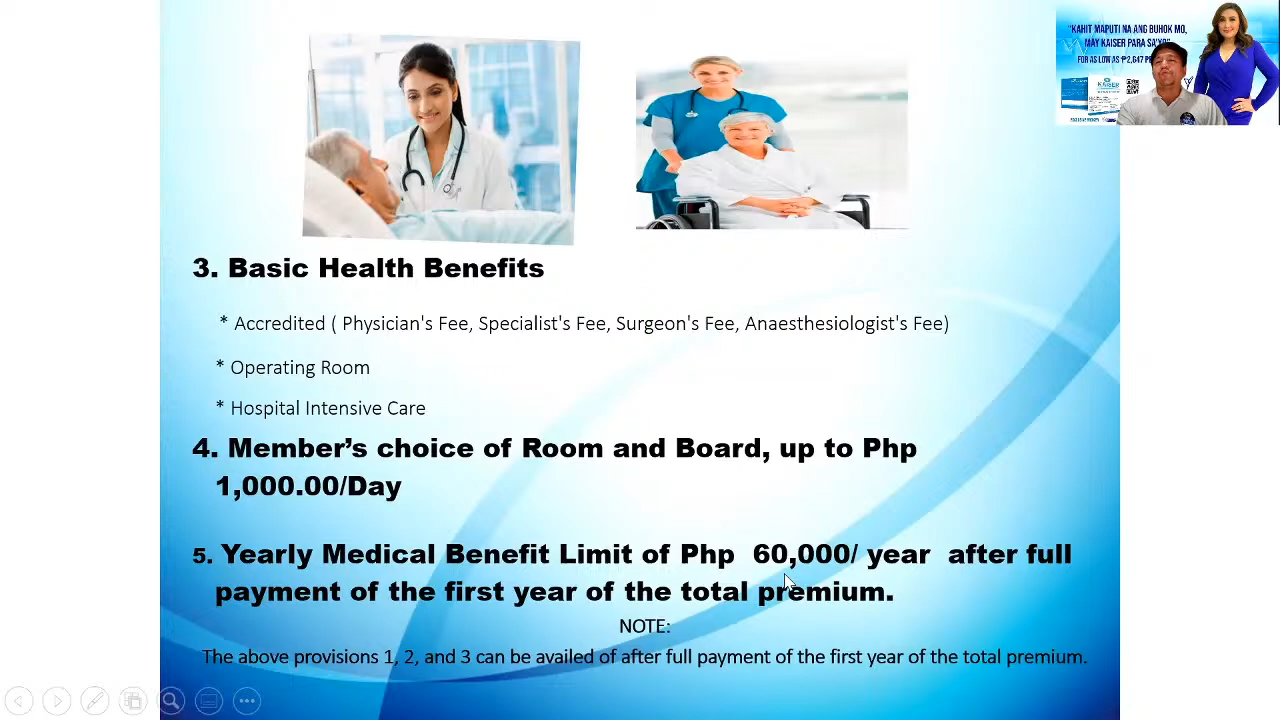 "KAHIT MAPUTI NA ANG BUHOK MO,
MAY KAISER PARA SA'YO"
FOR AS LOW AS ₱2,647
KAISER
3. Basic Health Benefits
* Accredited ( Physician's Fee, Specialist's Fee, Surgeon's Fee, Anaesthesiologist's Fee)
* Operating Room
* Hospital Intensive Care
4. Member’s choice of Room and Board, up to Php
1,000.00/Day
5. Yearly Medical Benefit Limit of Php 60,000/ year after full
payment of the first year of the total premium.
NOTE:
The above provisions 1, 2, and 3 can be availed of after full payment of the first year of the total premium.